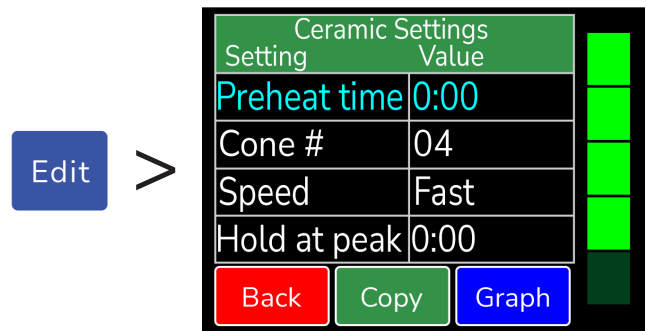 Edit >
Ceramic Settings
Setting Value
Preheat time 0:00
Cone # 04
Speed Fast
Hold at peak 0:00
Back Copy Graph